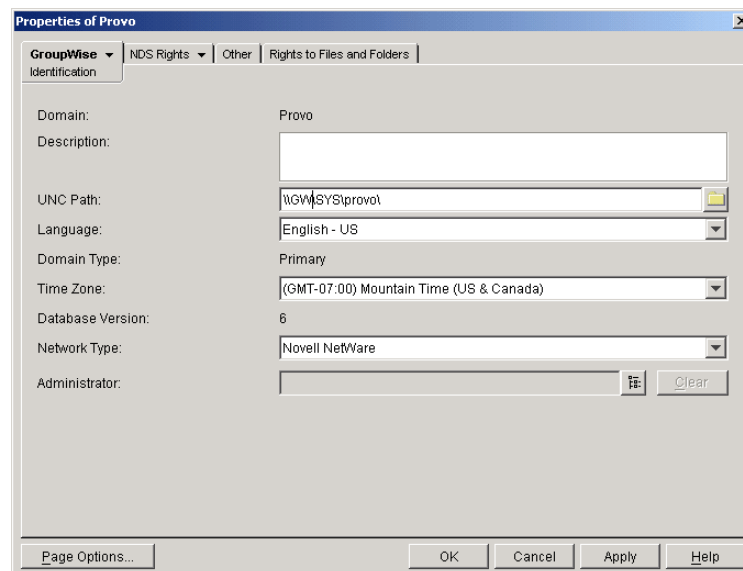 Properties of Provo
GroupWise NDS Rights Other Rights to Files and Folders
Identification
Domain: Provo
Description:
UNC Path: \\GW\SYS\provo\
Language: English - US
Domain Type: Primary
Time Zone: (GMT-07:00) Mountain Time (US & Canada)
Database Version: 6
Network Type: Novell NetWare
Administrator: Clear
Page Options... OK Cancel Apply Help